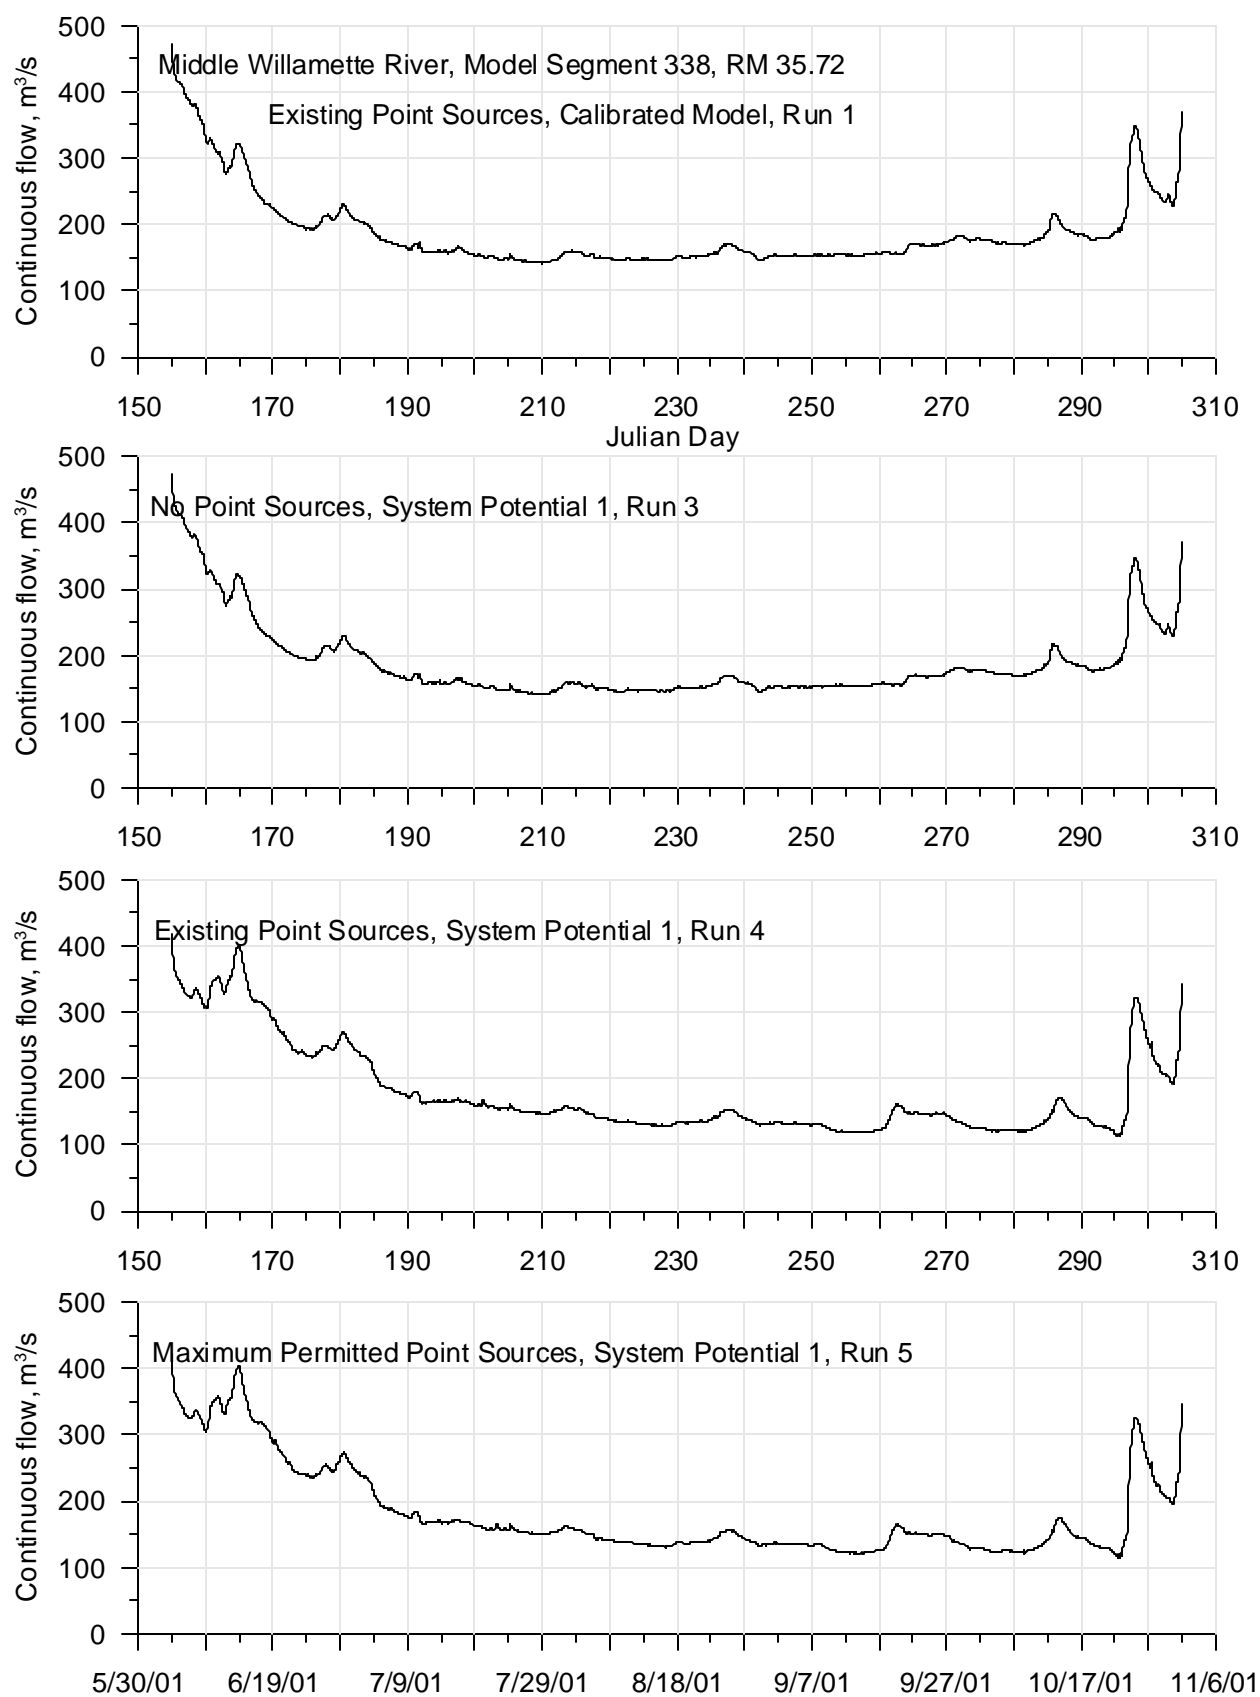 500
Middle Willamette River, Model Segment 338, RM 35.72
400
Existing Point Sources, Calibrated Model, Run 1
300
200
100
0
Continuous flow, m³/s
150 170 190 210 230 250 270 290 310
Julian Day
500
No Point Sources, System Potential 1, Run 3
400
300
200
100
0
Continuous flow, m³/s
150 170 190 210 230 250 270 290 310
500
Existing Point Sources, System Potential 1, Run 4
400
300
200
100
0
Continuous flow, m³/s
150 170 190 210 230 250 270 290 310
500
Maximum Permitted Point Sources, System Potential 1, Run 5
400
300
200
100
0
Continuous flow, m³/s
5/30/01 6/19/01 7/9/01 7/29/01 8/18/01 9/7/01 9/27/01 10/17/01 11/6/01